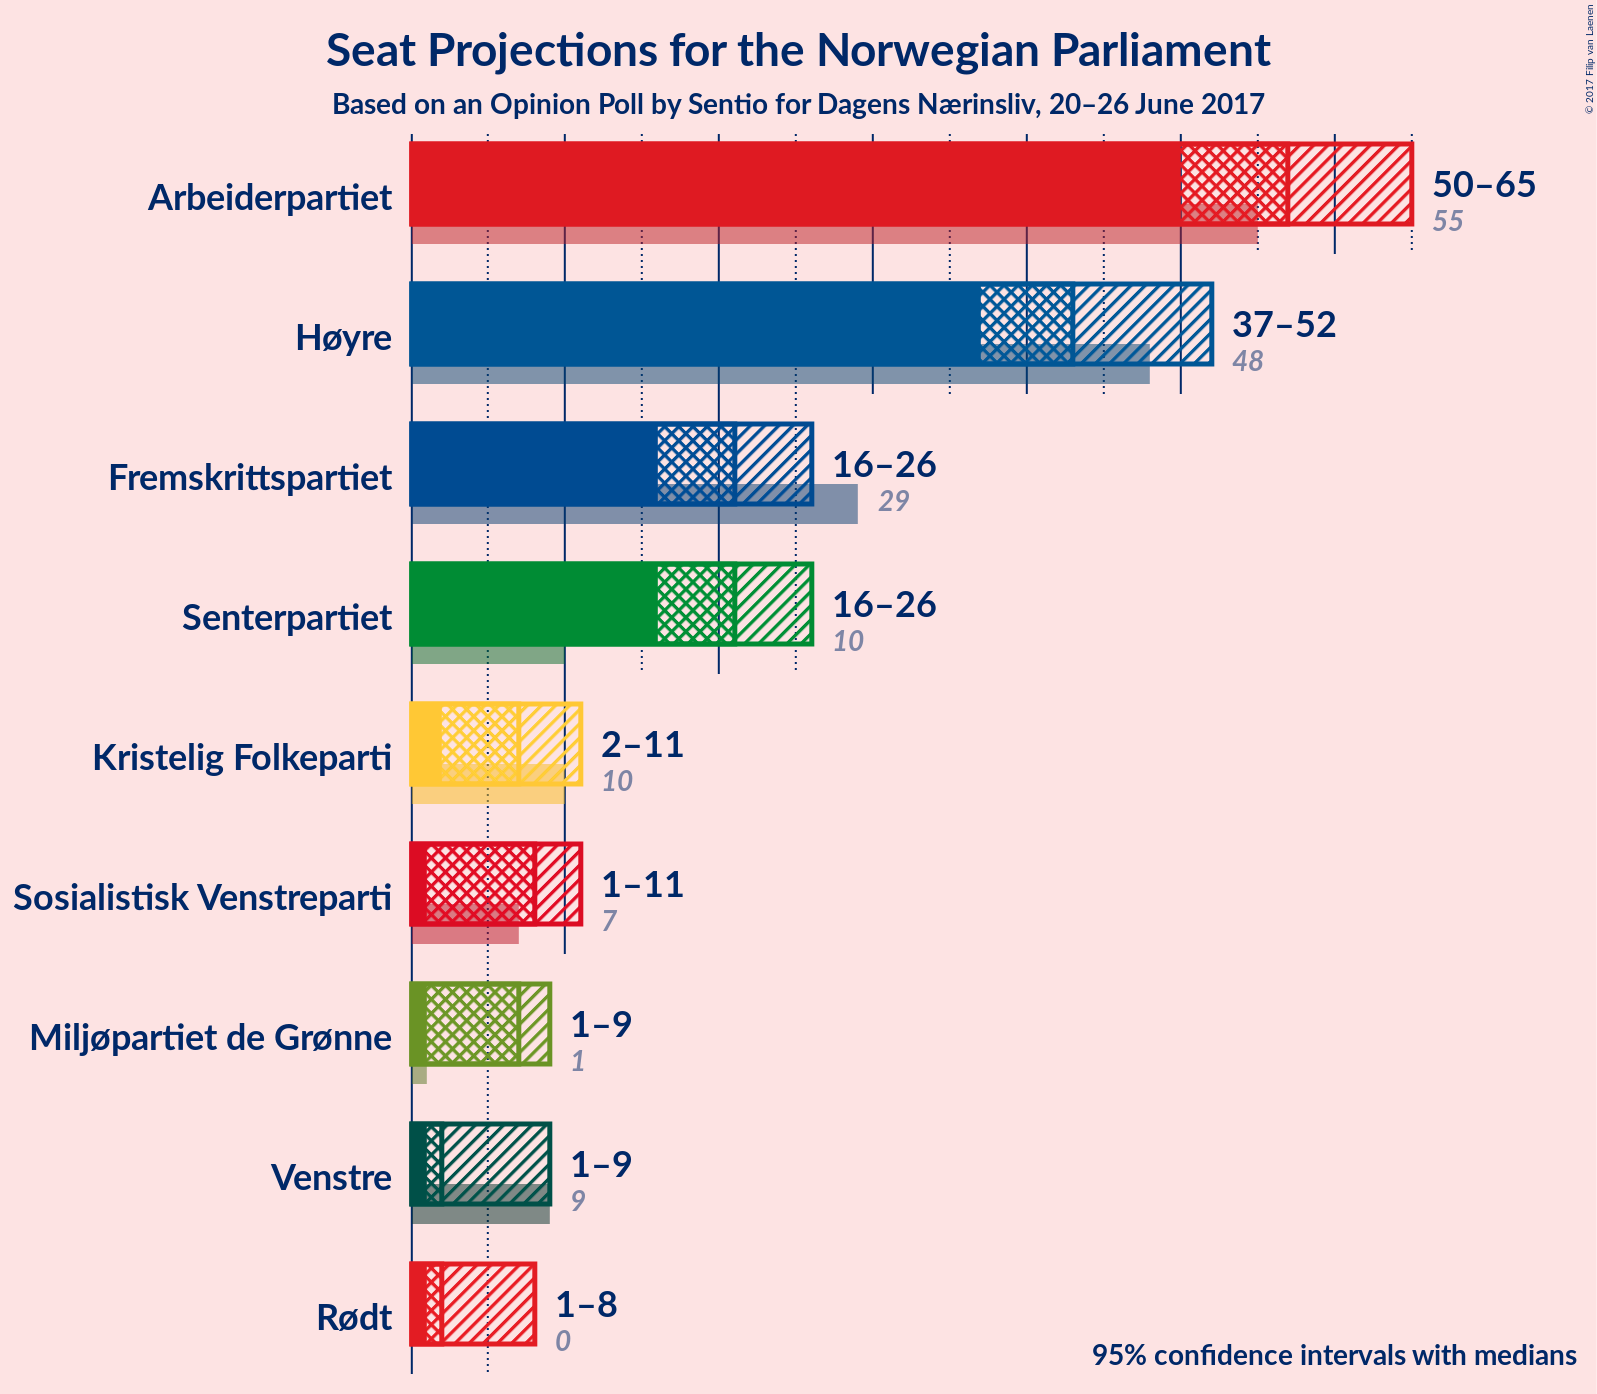 Seat Projections for the Norwegian Parliament
Based on an Opinion Poll by Sentio for Dagens Nærinsliv, 20–26 June 2017
© 2017 Filip van Laenen
Arbeiderpartiet
50–65
55
Høyre
37–52
48
Fremskrittspartiet
16–26
29
Senterpartiet
16–26
10
Kristelig Folkeparti
2–11
10
Sosialistisk Venstreparti
1–11
7
Miljøpartiet de Grønne
1–9
1
Venstre
1–9
9
Rødt
1–8
0
95% confidence intervals with medians